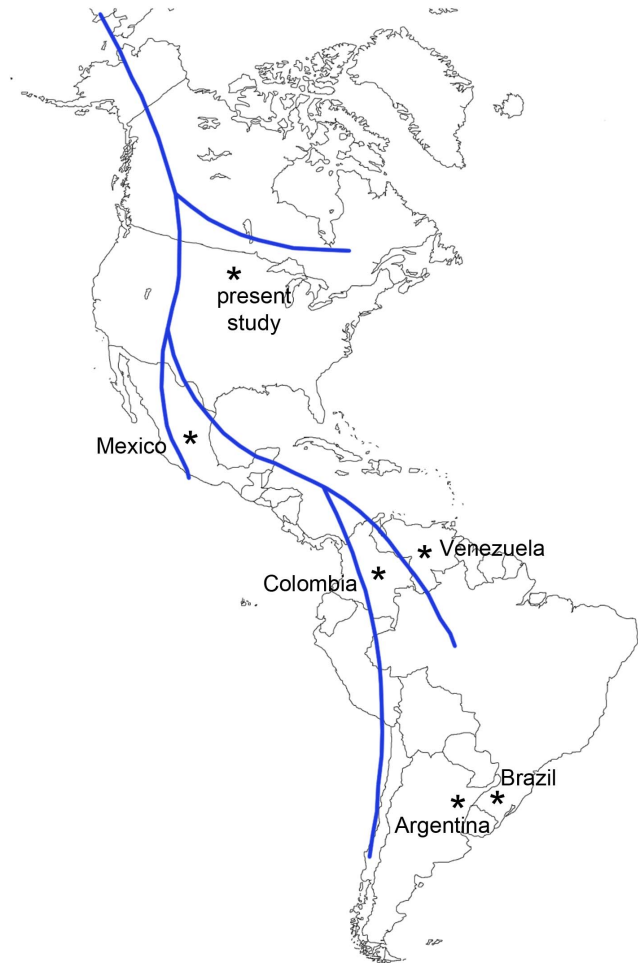 *
present
study
Mexico *
* Venezuela
Colombia *
Brazil
* *
Argentina